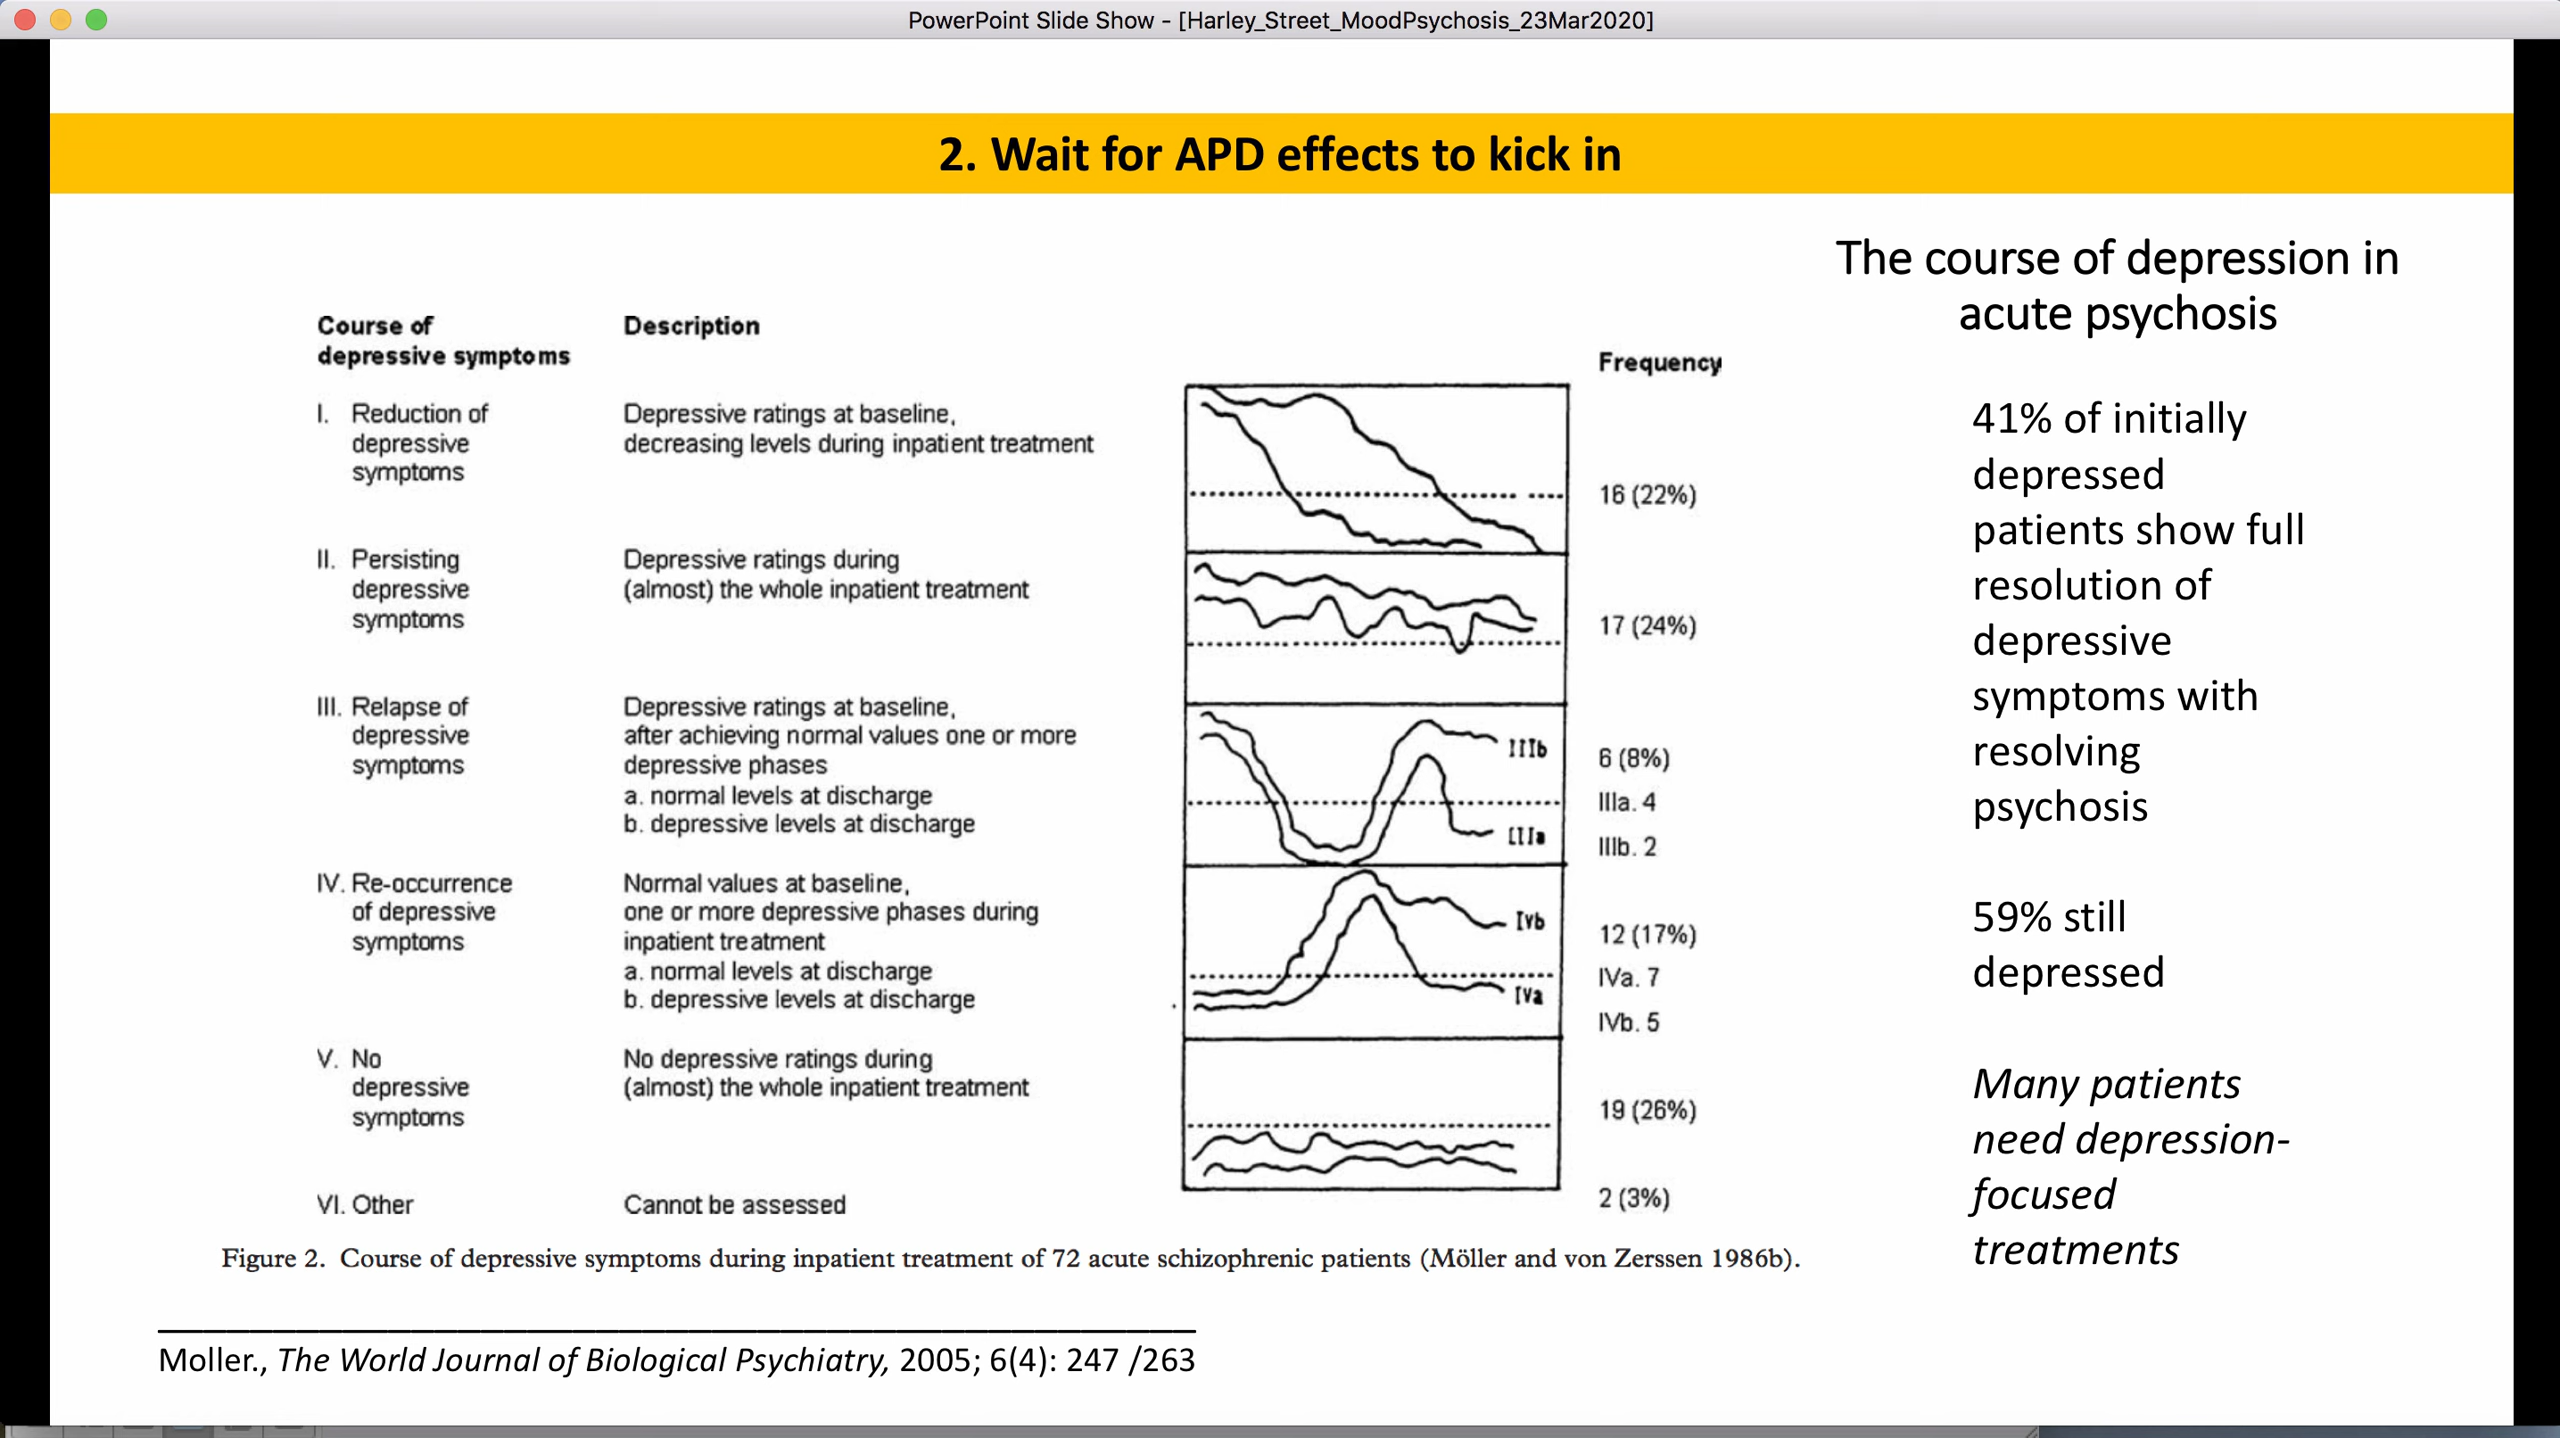 PowerPoint Slide Show - [Harley_Street_MoodPsychosis_23Mar2020]
2. Wait for APD effects to kick in
Course of
depressive symptoms
Description
Frequency
I. Reduction of
depressive
symptoms
Depressive ratings at baseline,
decreasing levels during inpatient treatment
16 (22%)
II. Persisting
depressive
symptoms
Depressive ratings during
(almost) the whole inpatient treatment
17 (24%)
III. Relapse of
depressive
symptoms
Depressive ratings at baseline,
after achieving normal values one or more
depressive phases
a. normal levels at discharge
b. depressive levels at discharge
IIIb
IIIa
6 (8%)
IIIa. 4
IIIb. 2
IV. Re-occurrence
of depressive
symptoms
Normal values at baseline,
one or more depressive phases during
inpatient treatment
a. normal levels at discharge
b. depressive levels at discharge
IVb
IVa
12 (17%)
IVa. 7
IVb. 5
V. No
depressive
symptoms
No depressive ratings during
(almost) the whole inpatient treatment
19 (26%)
VI. Other
Cannot be assessed
2 (3%)
Figure 2. Course of depressive symptoms during inpatient treatment of 72 acute schizophrenic patients (Möller and von Zerssen 1986b).
The course of depression in
acute psychosis
41% of initially
depressed
patients show full
resolution of
depressive
symptoms with
resolving
psychosis
59% still
depressed
Many patients
need depression-
focused
treatments
Moller., The World Journal of Biological Psychiatry, 2005; 6(4): 247 /263